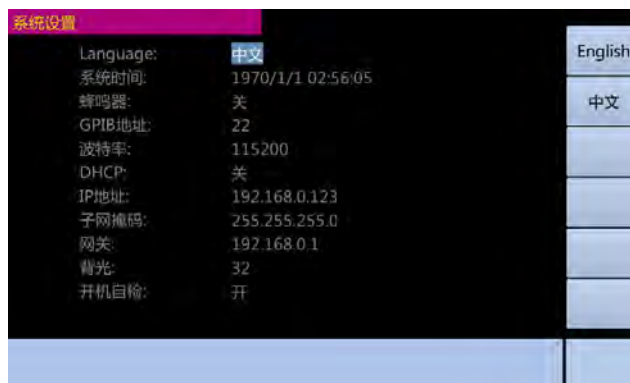 系统设置
Language: 中文
系统时间: 1970/1/1 02:56:05
蜂鸣器: 关
GPIB地址: 22
波特率: 115200
DHCP: 关
IP地址: 192.168.0.123
子网掩码: 255.255.255.0
网关: 192.168.0.1
背光: 32
开机自检: 开
English
中文